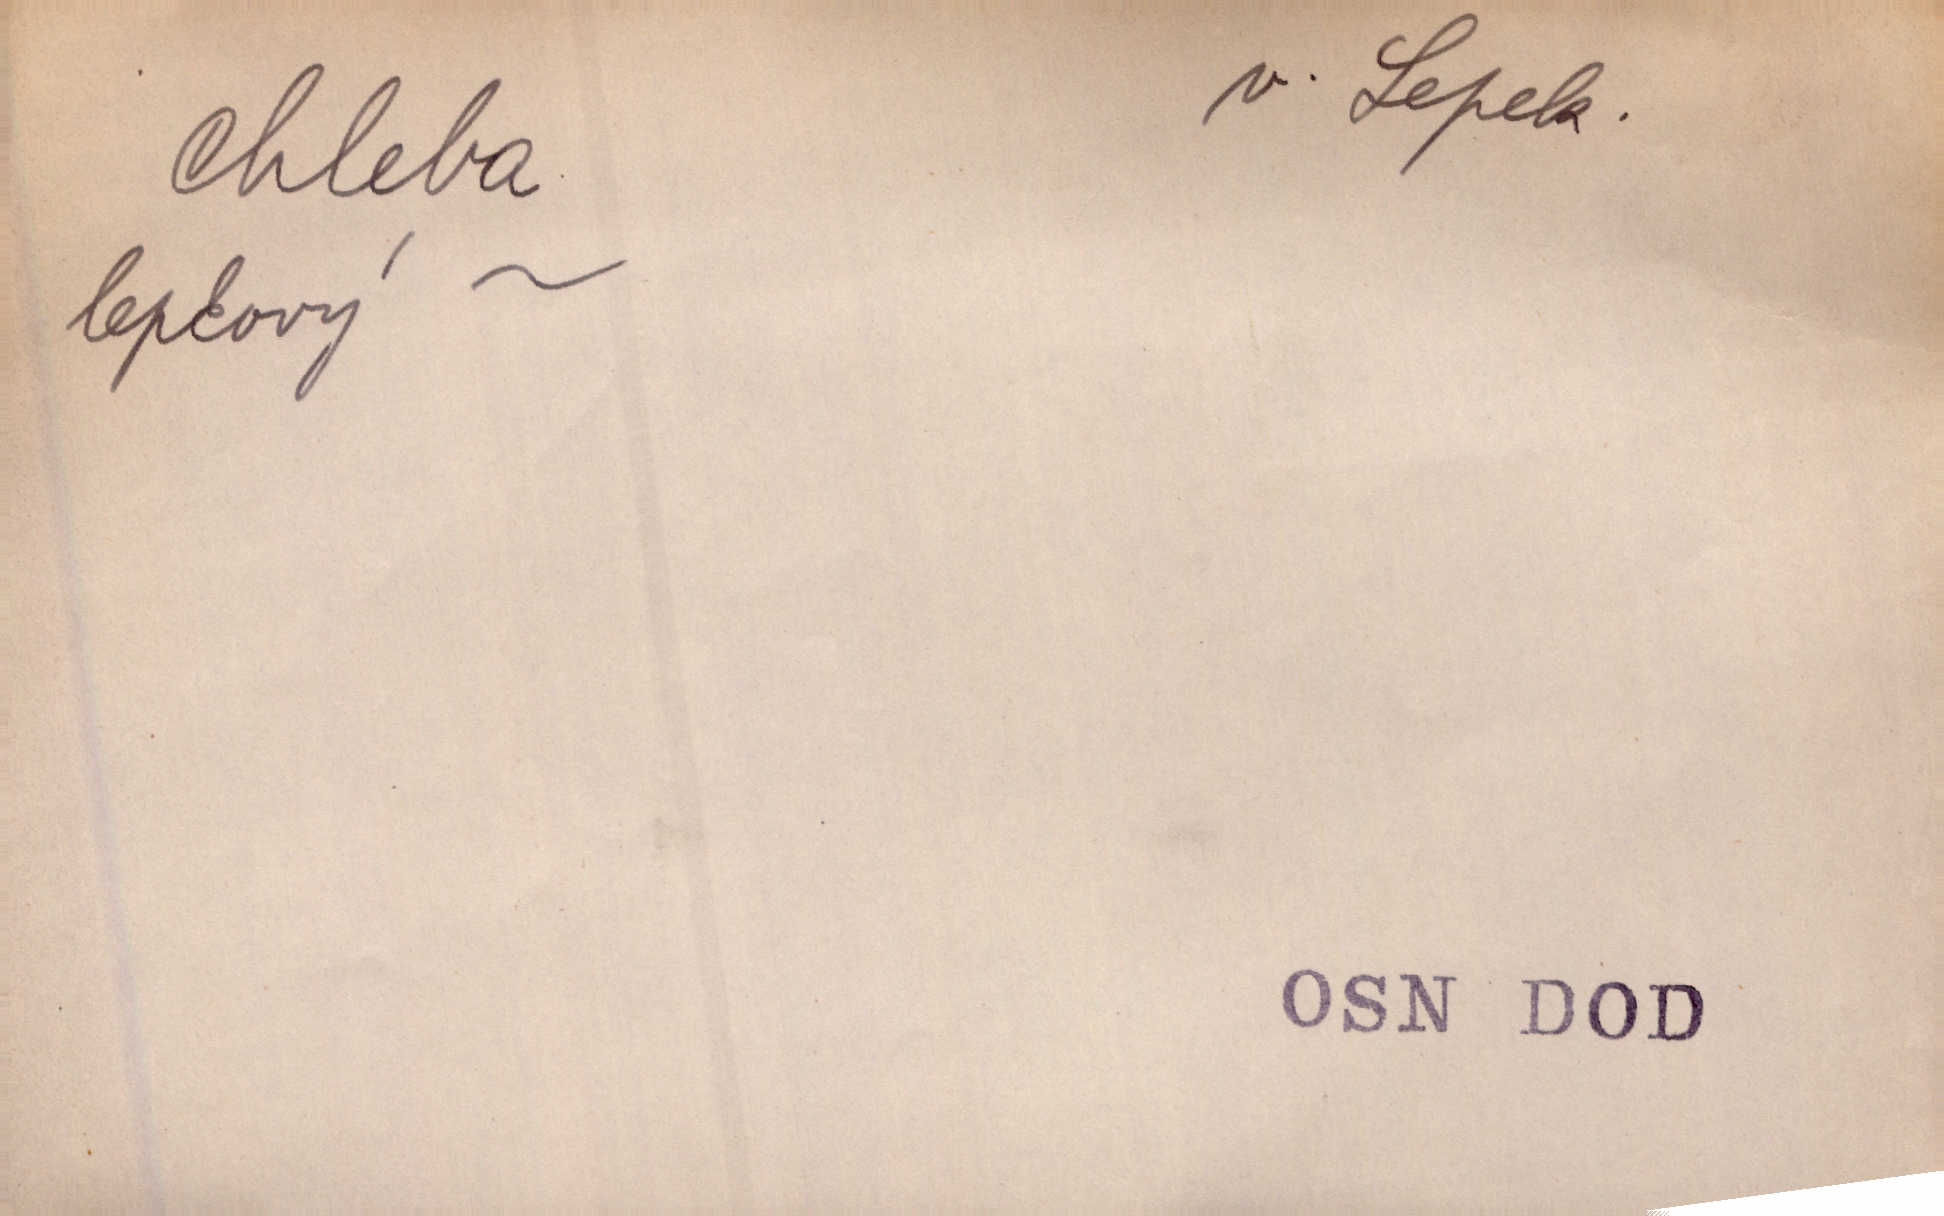 Chleba
v. Lepek.
lepkový ~
OSN DOD